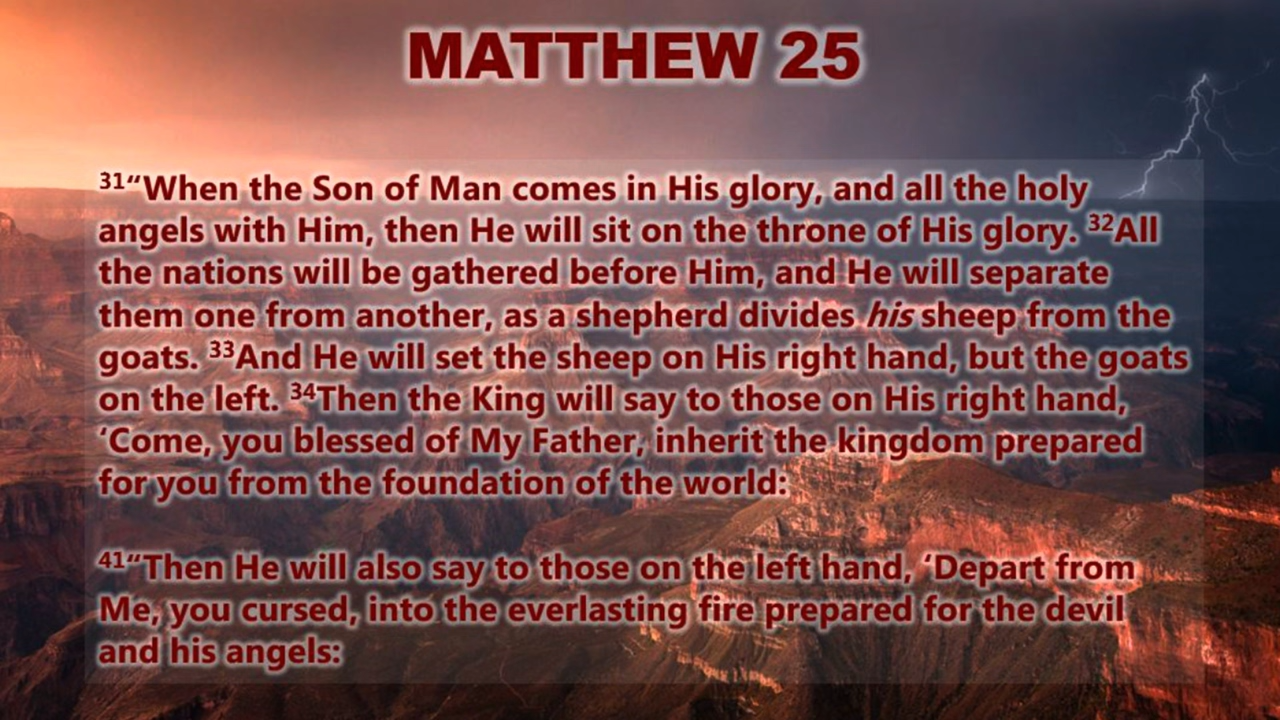 MATTHEW 25
31“When the Son of Man comes in His glory, and all the holy
angels with Him, then He will sit on the throne of His glory. 32All
the nations will be gathered before Him, and He will separate
them one from another, as a shepherd divides his sheep from the
goats. 33And He will set the sheep on His right hand, but the goats
on the left. 34Then the King will say to those on His right hand,
‘Come, you blessed of My Father, inherit the kingdom prepared
for you from the foundation of the world:
41“Then He will also say to those on the left hand, ‘Depart from
Me, you cursed, into the everlasting fire prepared for the devil
and his angels: